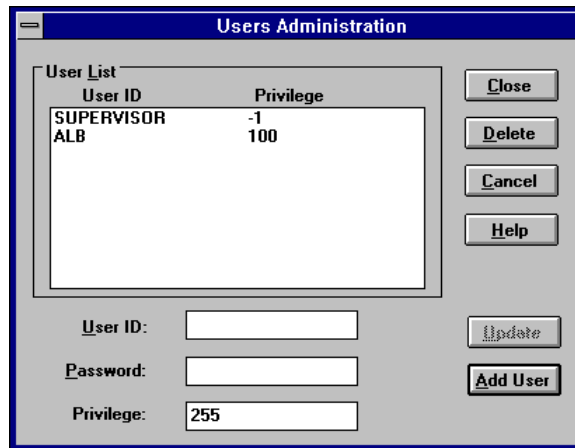 Users Administration
User List
User ID Privilege
SUPERVISOR -1
ALB 100
Close
Delete
Cancel
Help
User ID:
Password:
Privilege: 255
Update
Add User